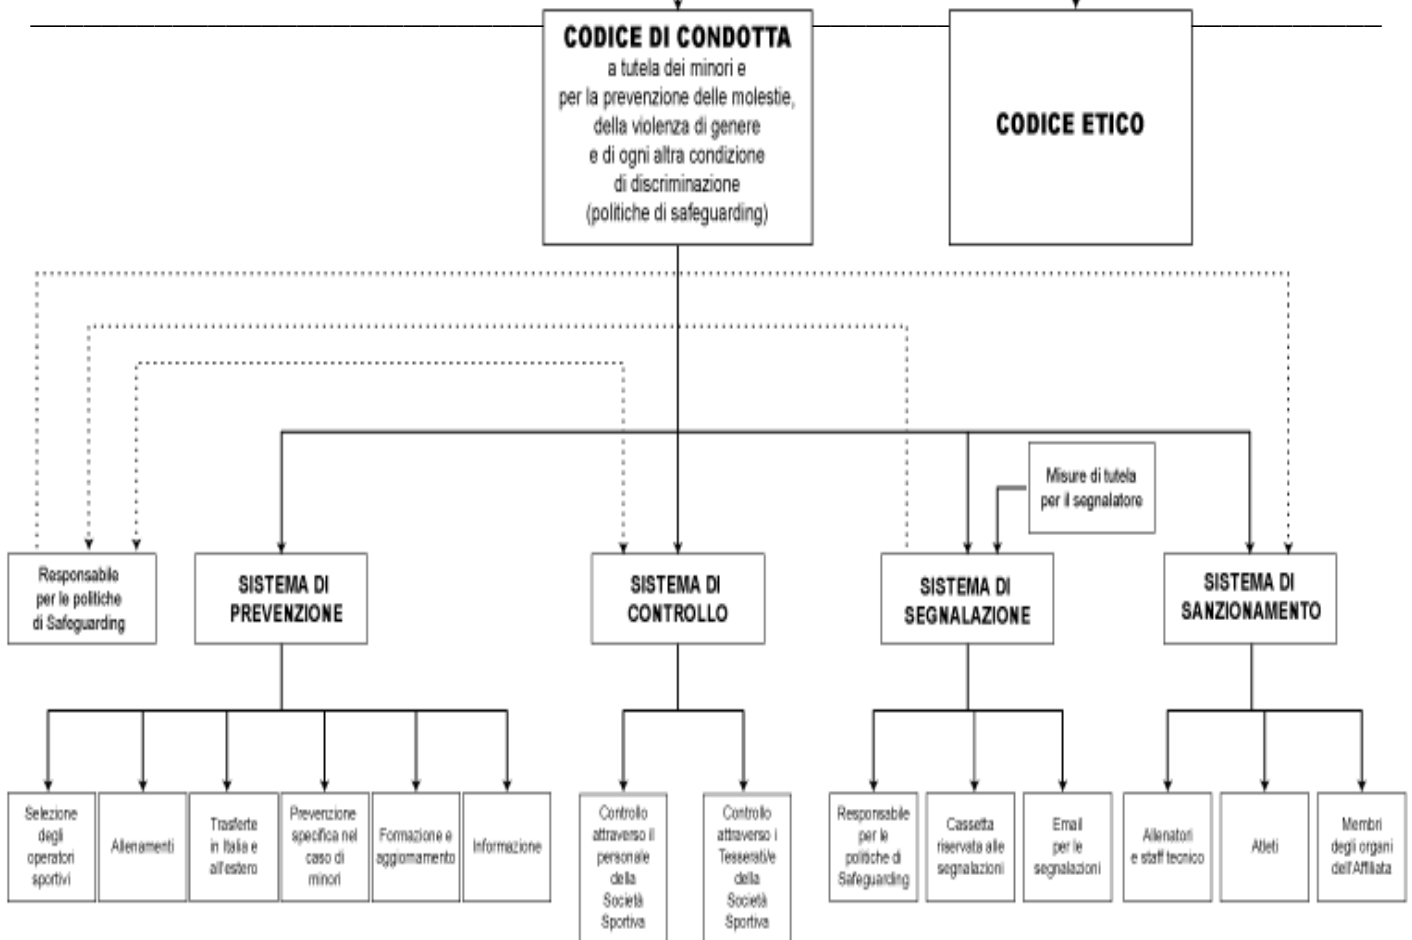 CODICE DI CONDOTTA
a tutela dei minori e
per la prevenzione delle molestie,
della violenza di genere
e di ogni altra condizione
di discriminazione
(politiche di safeguarding)
CODICE ETICO
Misure di tutela
per il segnalatore
Responsabile
per le politiche
di Safeguarding
SISTEMA DI
PREVENZIONE
SISTEMA DI
CONTROLLO
SISTEMA DI
SEGNALAZIONE
SISTEMA DI
SANZIONAMENTO
Selezione
degli
operatori
sportivi
Allenamenti
Trasferte
in Italia e
all'estero
Prevenzione
specifica nel
caso di
minori
Formazione e
aggiornamento
Informazione
Controllo
attraverso il
personale
della
Società
Sportiva
Controllo
attraverso i
Tesserati/e
della
Società
Sportiva
Responsabile
per le
politiche di
Safeguarding
Cassetta
riservata alle
segnalazioni
Email
per le
segnalazioni
Allenatori
e staff tecnico
Atleti
Membri
degli organi
dell'Affiliata